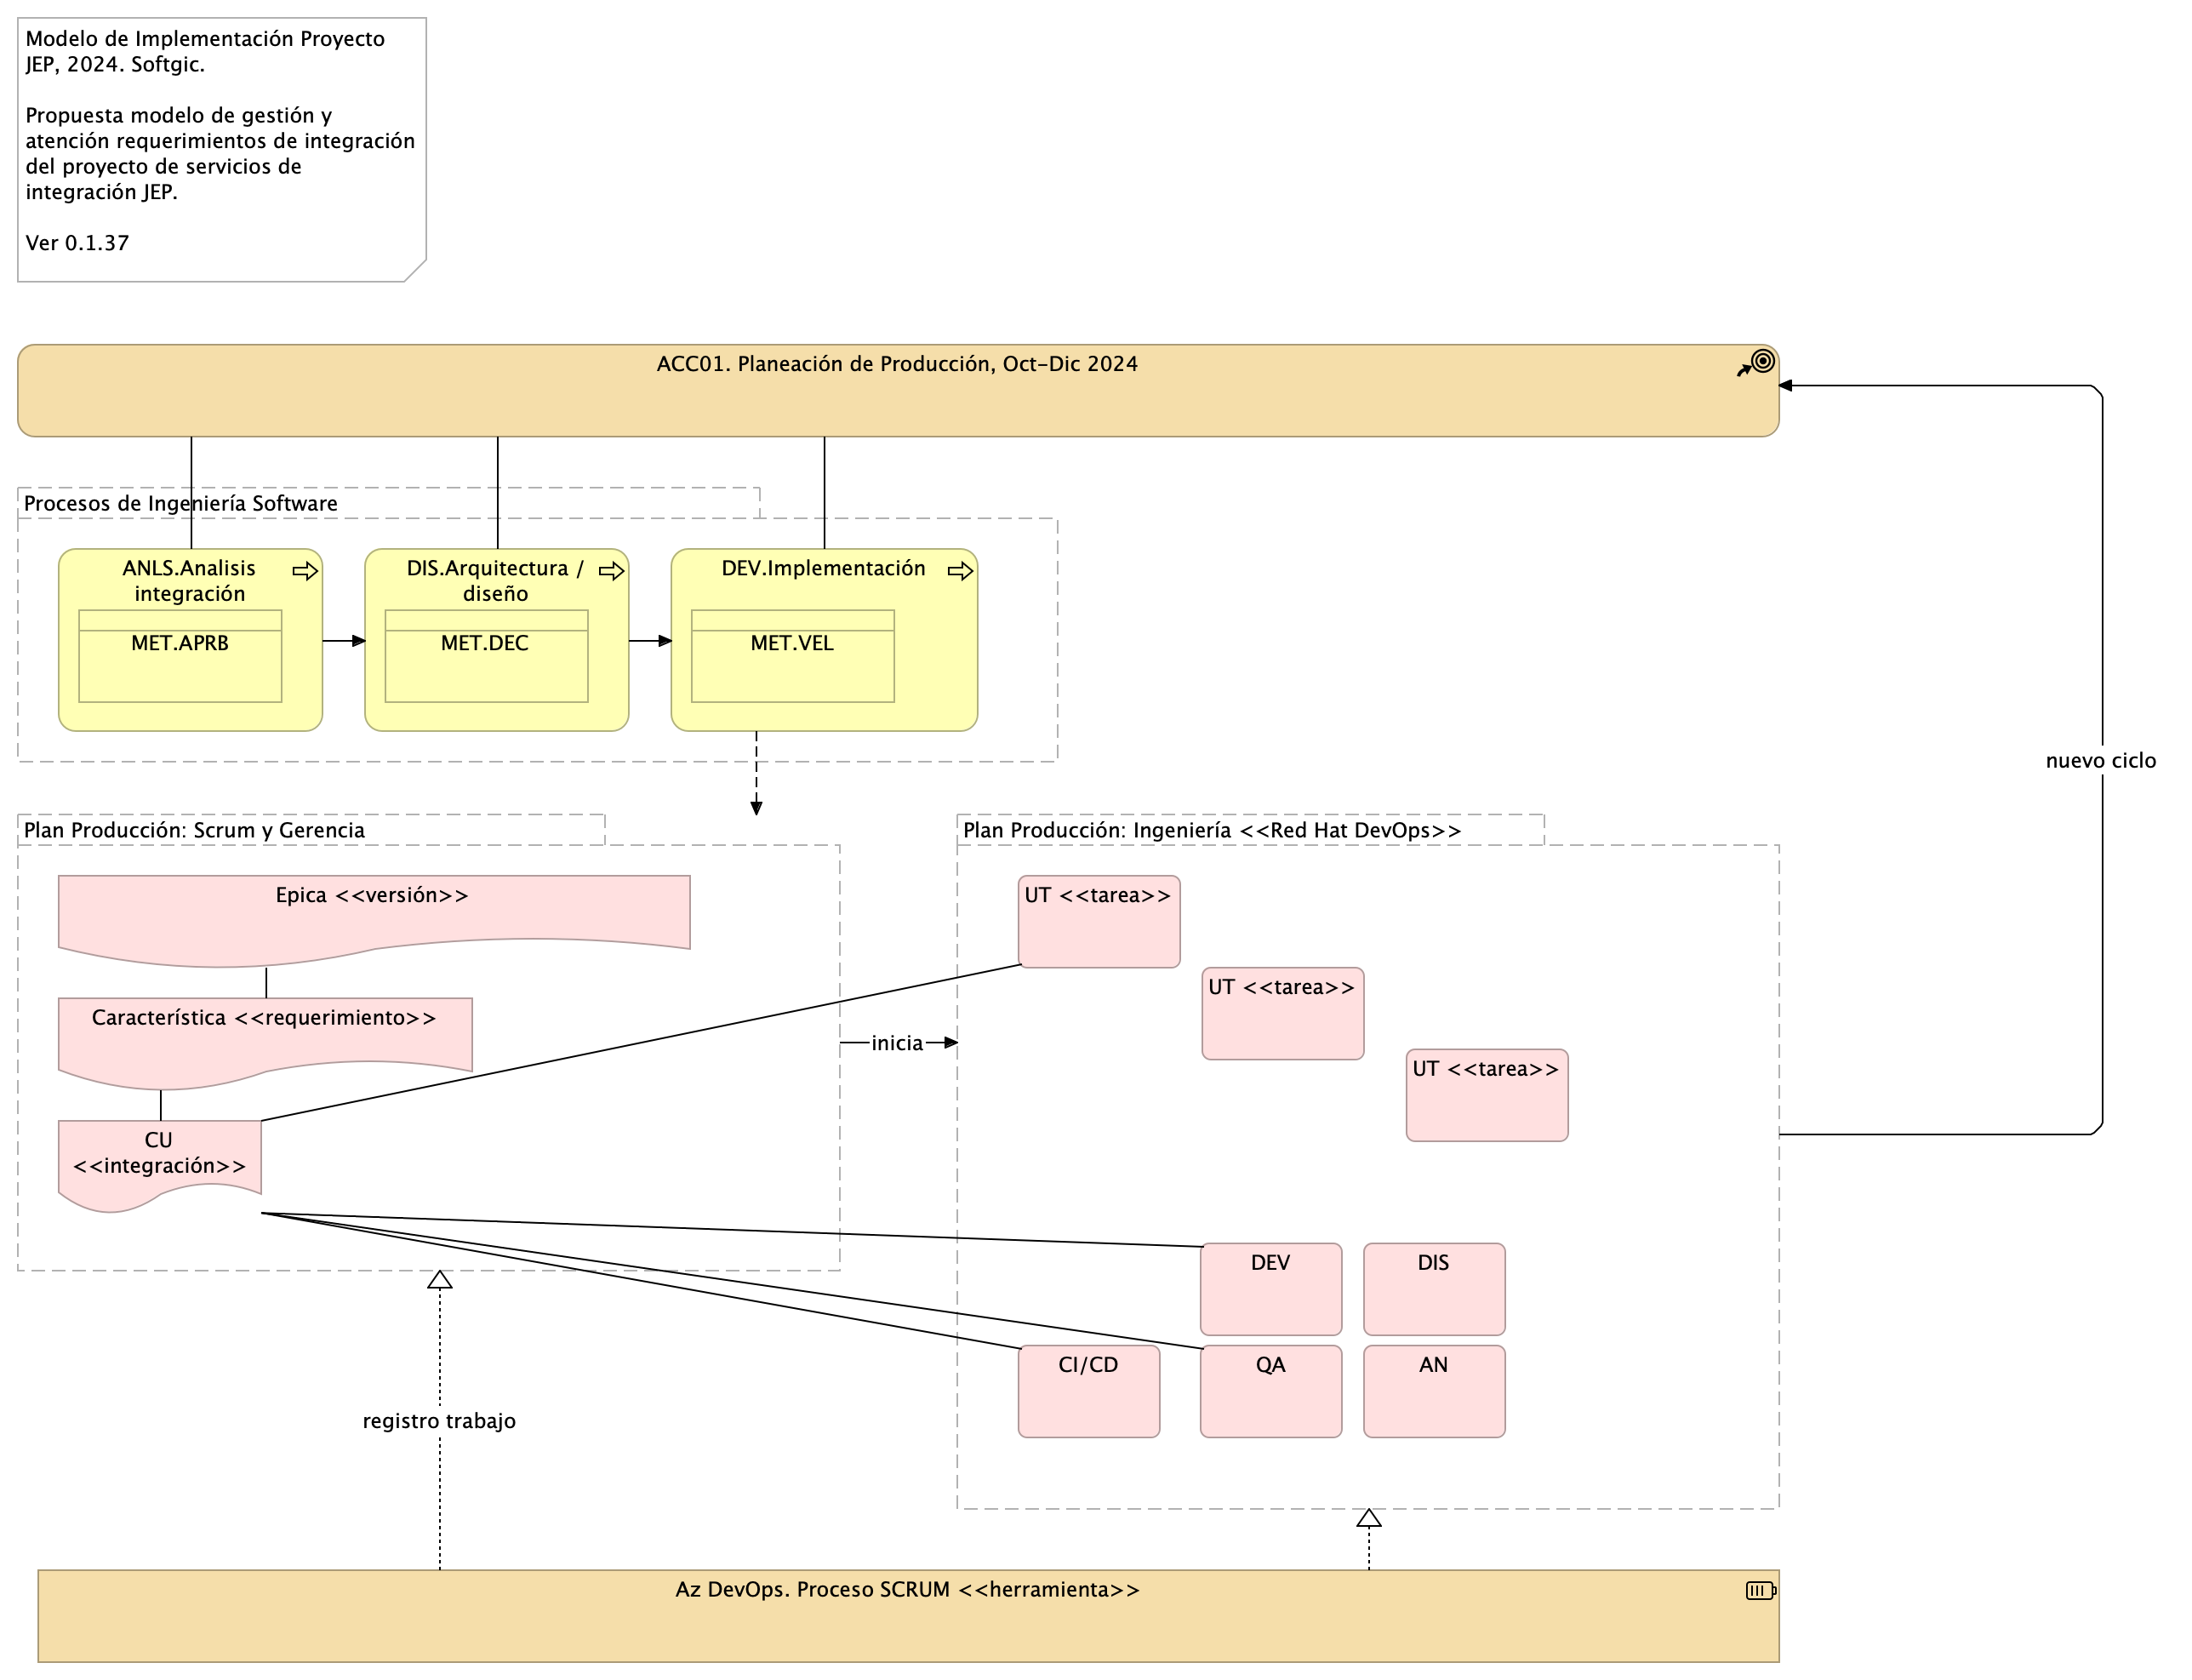 Modelo de Implementación Proyecto
JEP, 2024. Softgic.
Propuesta modelo de gestión y
atención requerimientos de integración
del proyecto de servicios de
integración JEP.
Ver 0.1.37
ACC01. Planeación de Producción, Oct-Dic 2024
Procesos de Ingeniería Software
ANLS.Analisis
integración
MET.APRB
DIS.Arquitectura /
diseño
MET.DEC
DEV.Implementación
MET.VEL
nuevo ciclo
Plan Producción: Scrum y Gerencia
Epica <<versión>>
Característica <<requerimiento>>
CU
<<integración>>
inicia
Plan Producción: Ingeniería <<Red Hat DevOps>>
UT <<tarea>>
UT <<tarea>>
UT <<tarea>>
DEV
DIS
CI/CD
QA
AN
registro trabajo
Az DevOps. Proceso SCRUM <<herramienta>>